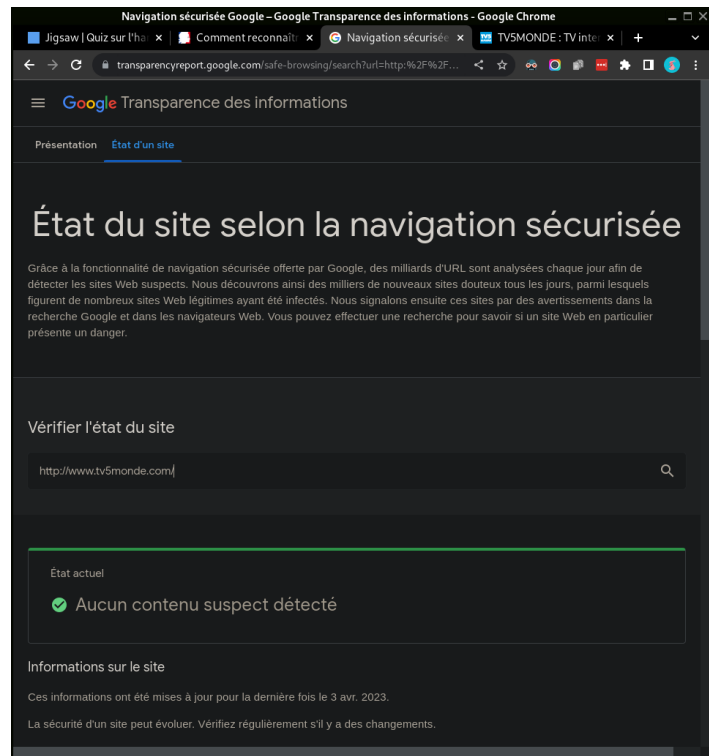 Navigation sécurisée Google – Google Transparence des informations - Google Chrome
Jigsaw | Quiz sur l'ha
Comment reconnaîtr
Navigation sécurisée
TV5MONDE : TV inter
transparencyreport.google.com/safe-browsing/search?url=http:%2F%2F...
Google Transparence des informations
Présentation
État d'un site
État du site selon la navigation sécurisée
Grâce à la fonctionnalité de navigation sécurisée offerte par Google, des milliards d'URL sont analysées chaque jour afin de
détecter les sites Web suspects. Nous découvrons ainsi des milliers de nouveaux sites douteux tous les jours, parmi lesquels
figurent de nombreux sites Web légitimes ayant été infectés. Nous signalons ensuite ces sites par des avertissements dans la
recherche Google et dans les navigateurs Web. Vous pouvez effectuer une recherche pour savoir si un site Web en particulier
présente un danger.
Vérifier l'état du site
http://www.tv5monde.com/
État actuel
Aucun contenu suspect détecté
Informations sur le site
Ces informations ont été mises à jour pour la dernière fois le 3 avr. 2023.
La sécurité d'un site peut évoluer. Vérifiez régulièrement s'il y a des changements.